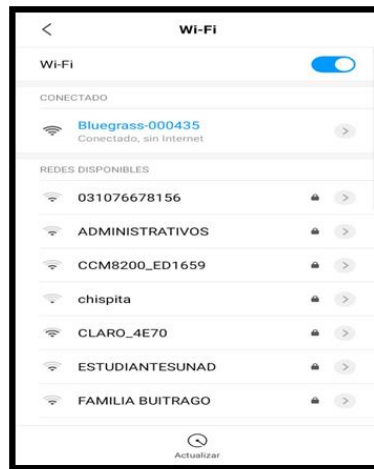 Wi-Fi
Wi-Fi
CONECTADO
Bluegrass-000435
Conectado, sin Internet
REDES DISPONIBLES
031076678156
ADMINISTRATIVOS
CCM8200_ED1659
chispita
CLARO_4E70
ESTUDIANTESUNAD
FAMILIA BUITRAGO
Actualizar